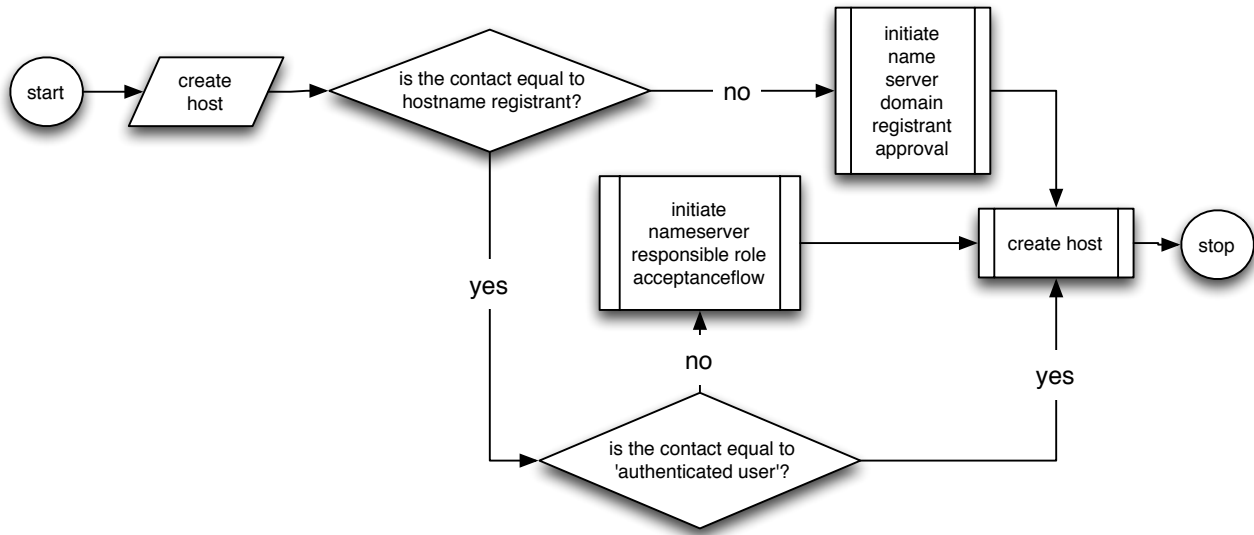 start
create
host
is the contact equal to
hostname registrant?
no
initiate
name
server
domain
registrant
approval
initiate
nameserver
responsible role
acceptanceflow
create host
stop
yes
no
yes
is the contact equal to
'authenticated user'?